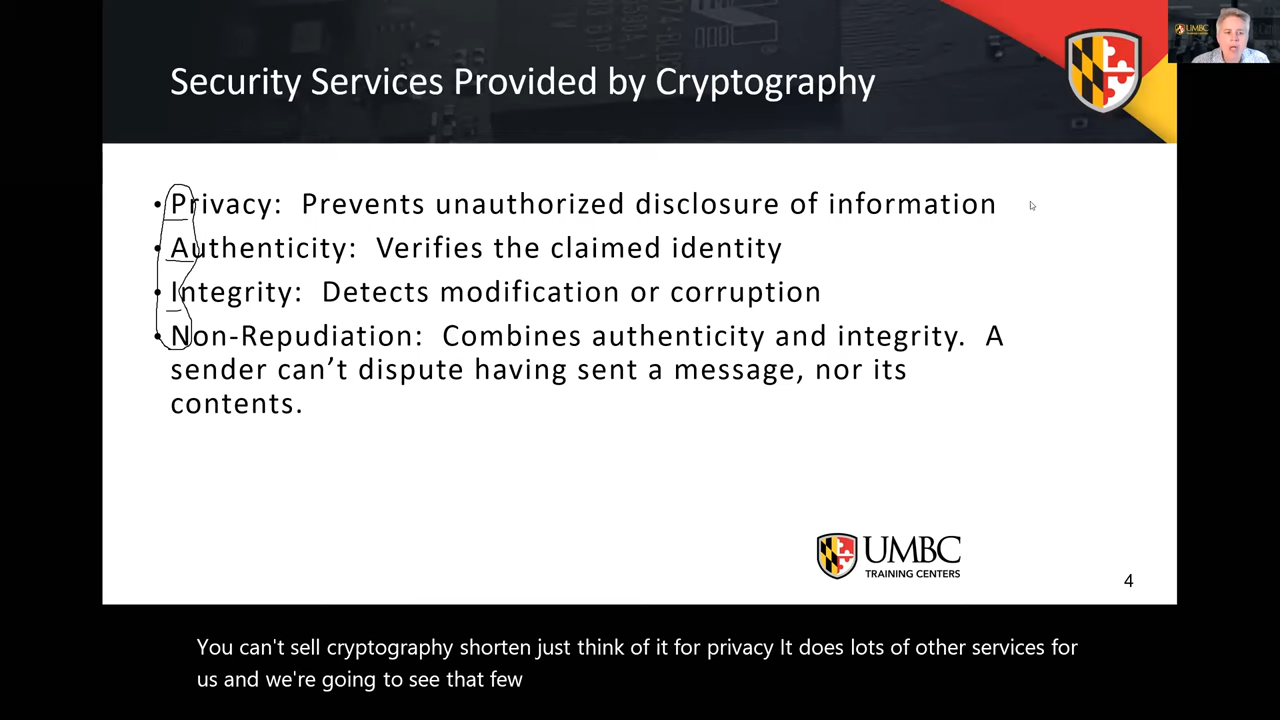 Security Services Provided by Cryptography
UMBC
• Privacy: Prevents unauthorized disclosure of information
• Authenticity: Verifies the claimed identity
• Integrity: Detects modification or corruption
• Non-Repudiation: Combines authenticity and integrity. A
sender can’t dispute having sent a message, nor its
contents.
UMBC
TRAINING CENTERS
4
You can't sell cryptography shorten just think of it for privacy It does lots of other services for
us and we're going to see that few